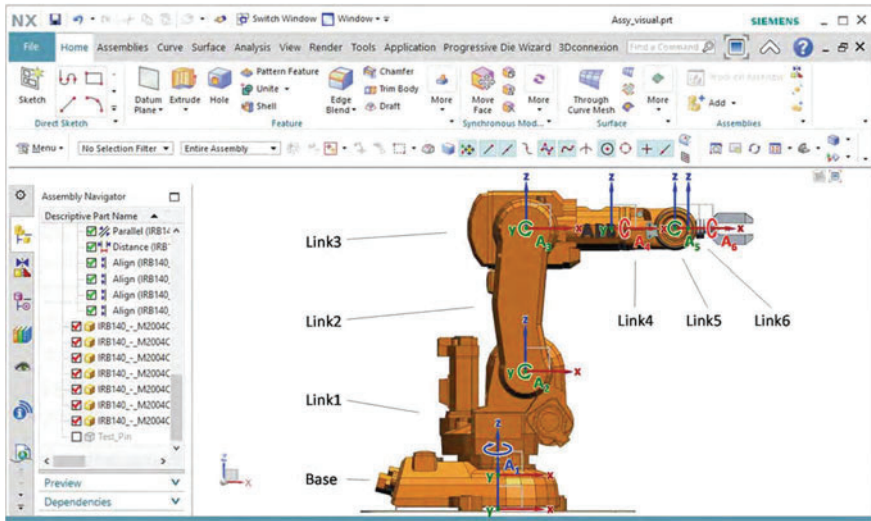 NX Switch Window Window Assy_visual.prt SIEMENS
File Home Assemblies Curve Surface Analysis View Render Tools Application Progressive Die Wizard 3Dconnexion Find a Command
Sketch Datum Plane Extrude Hole Pattern Feature Unite Shell Edge Blend Chamfer Trim Body Draft More Move Face More Through Curve Mesh More Add
Direct Sketch Feature Synchronous Mod... Surface Assemblies
Menu No Selection Filter Entire Assembly
Assembly Navigator
Descriptive Part Name
Parallel (IRB14
Distance (IRB
Align (IRB140_
Align (IRB140_
Align (IRB140_
Align (IRB140_
IRB140_-_M2004C
IRB140_-_M2004C
IRB140_-_M2004C
IRB140_-_M2004C
IRB140_-_M2004C
IRB140_-_M2004C
IRB140_-_M2004C
Test_Pin
Preview
Dependencies
z
x
z z z z
Link3
y A3 x y A4 x A5 x A6 x
Link2
Link4 Link5 Link6
z
y A2 x
Link1
z
A1
y x
Base
y x